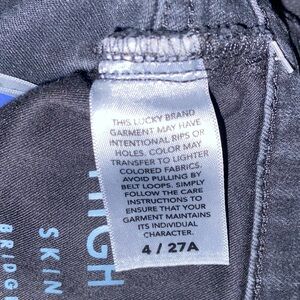 THIS LUCKY BRAND
GARMENT MAY HAVE
INTENTIONAL RIPS OR
HOLES. COLOR MAY
TRANSFER TO LIGHTER
COLORED FABRICS.
AVOID PULLING BY
BELT LOOPS. SIMPLY
FOLLOW THE CARE
INSTRUCTIONS TO
ENSURE THAT YOUR
GARMENT MAINTAINS
ITS INDIVIDUAL
CHARACTER.
4 / 27A
SKIN
BRIDG